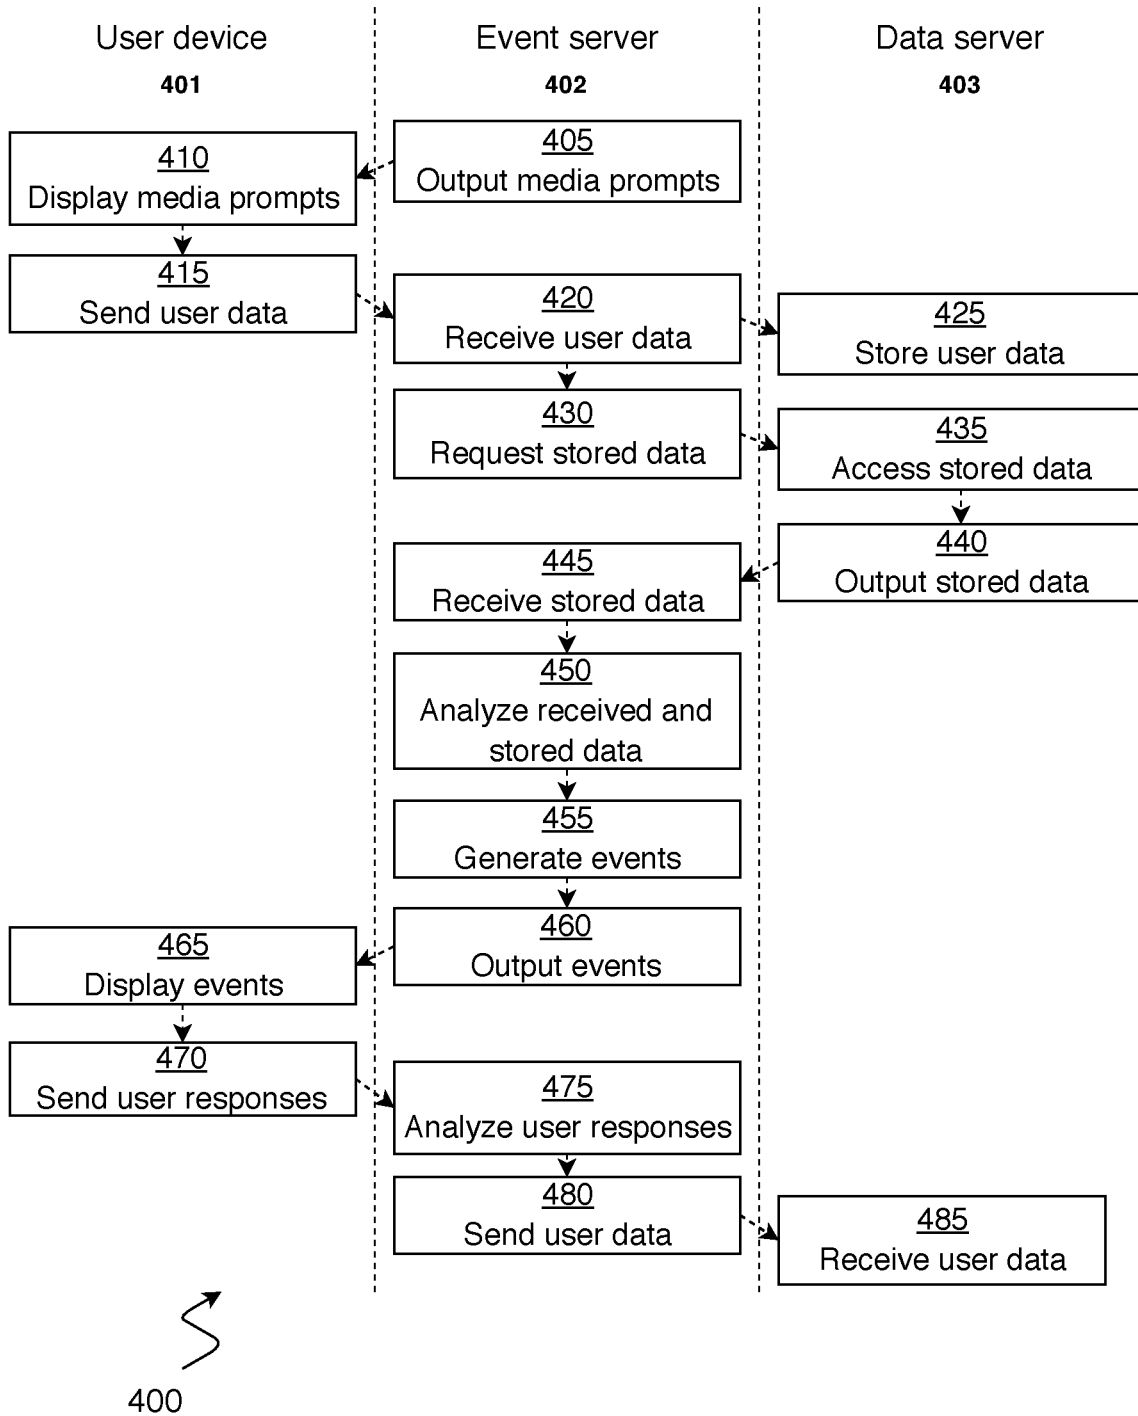 User device
401
Event server
402
Data server
403
405
Output media prompts
410
Display media prompts
415
Send user data
420
Receive user data
425
Store user data
430
Request stored data
435
Access stored data
440
Output stored data
445
Receive stored data
450
Analyze received and
stored data
455
Generate events
460
Output events
465
Display events
470
Send user responses
475
Analyze user responses
480
Send user data
485
Receive user data
400